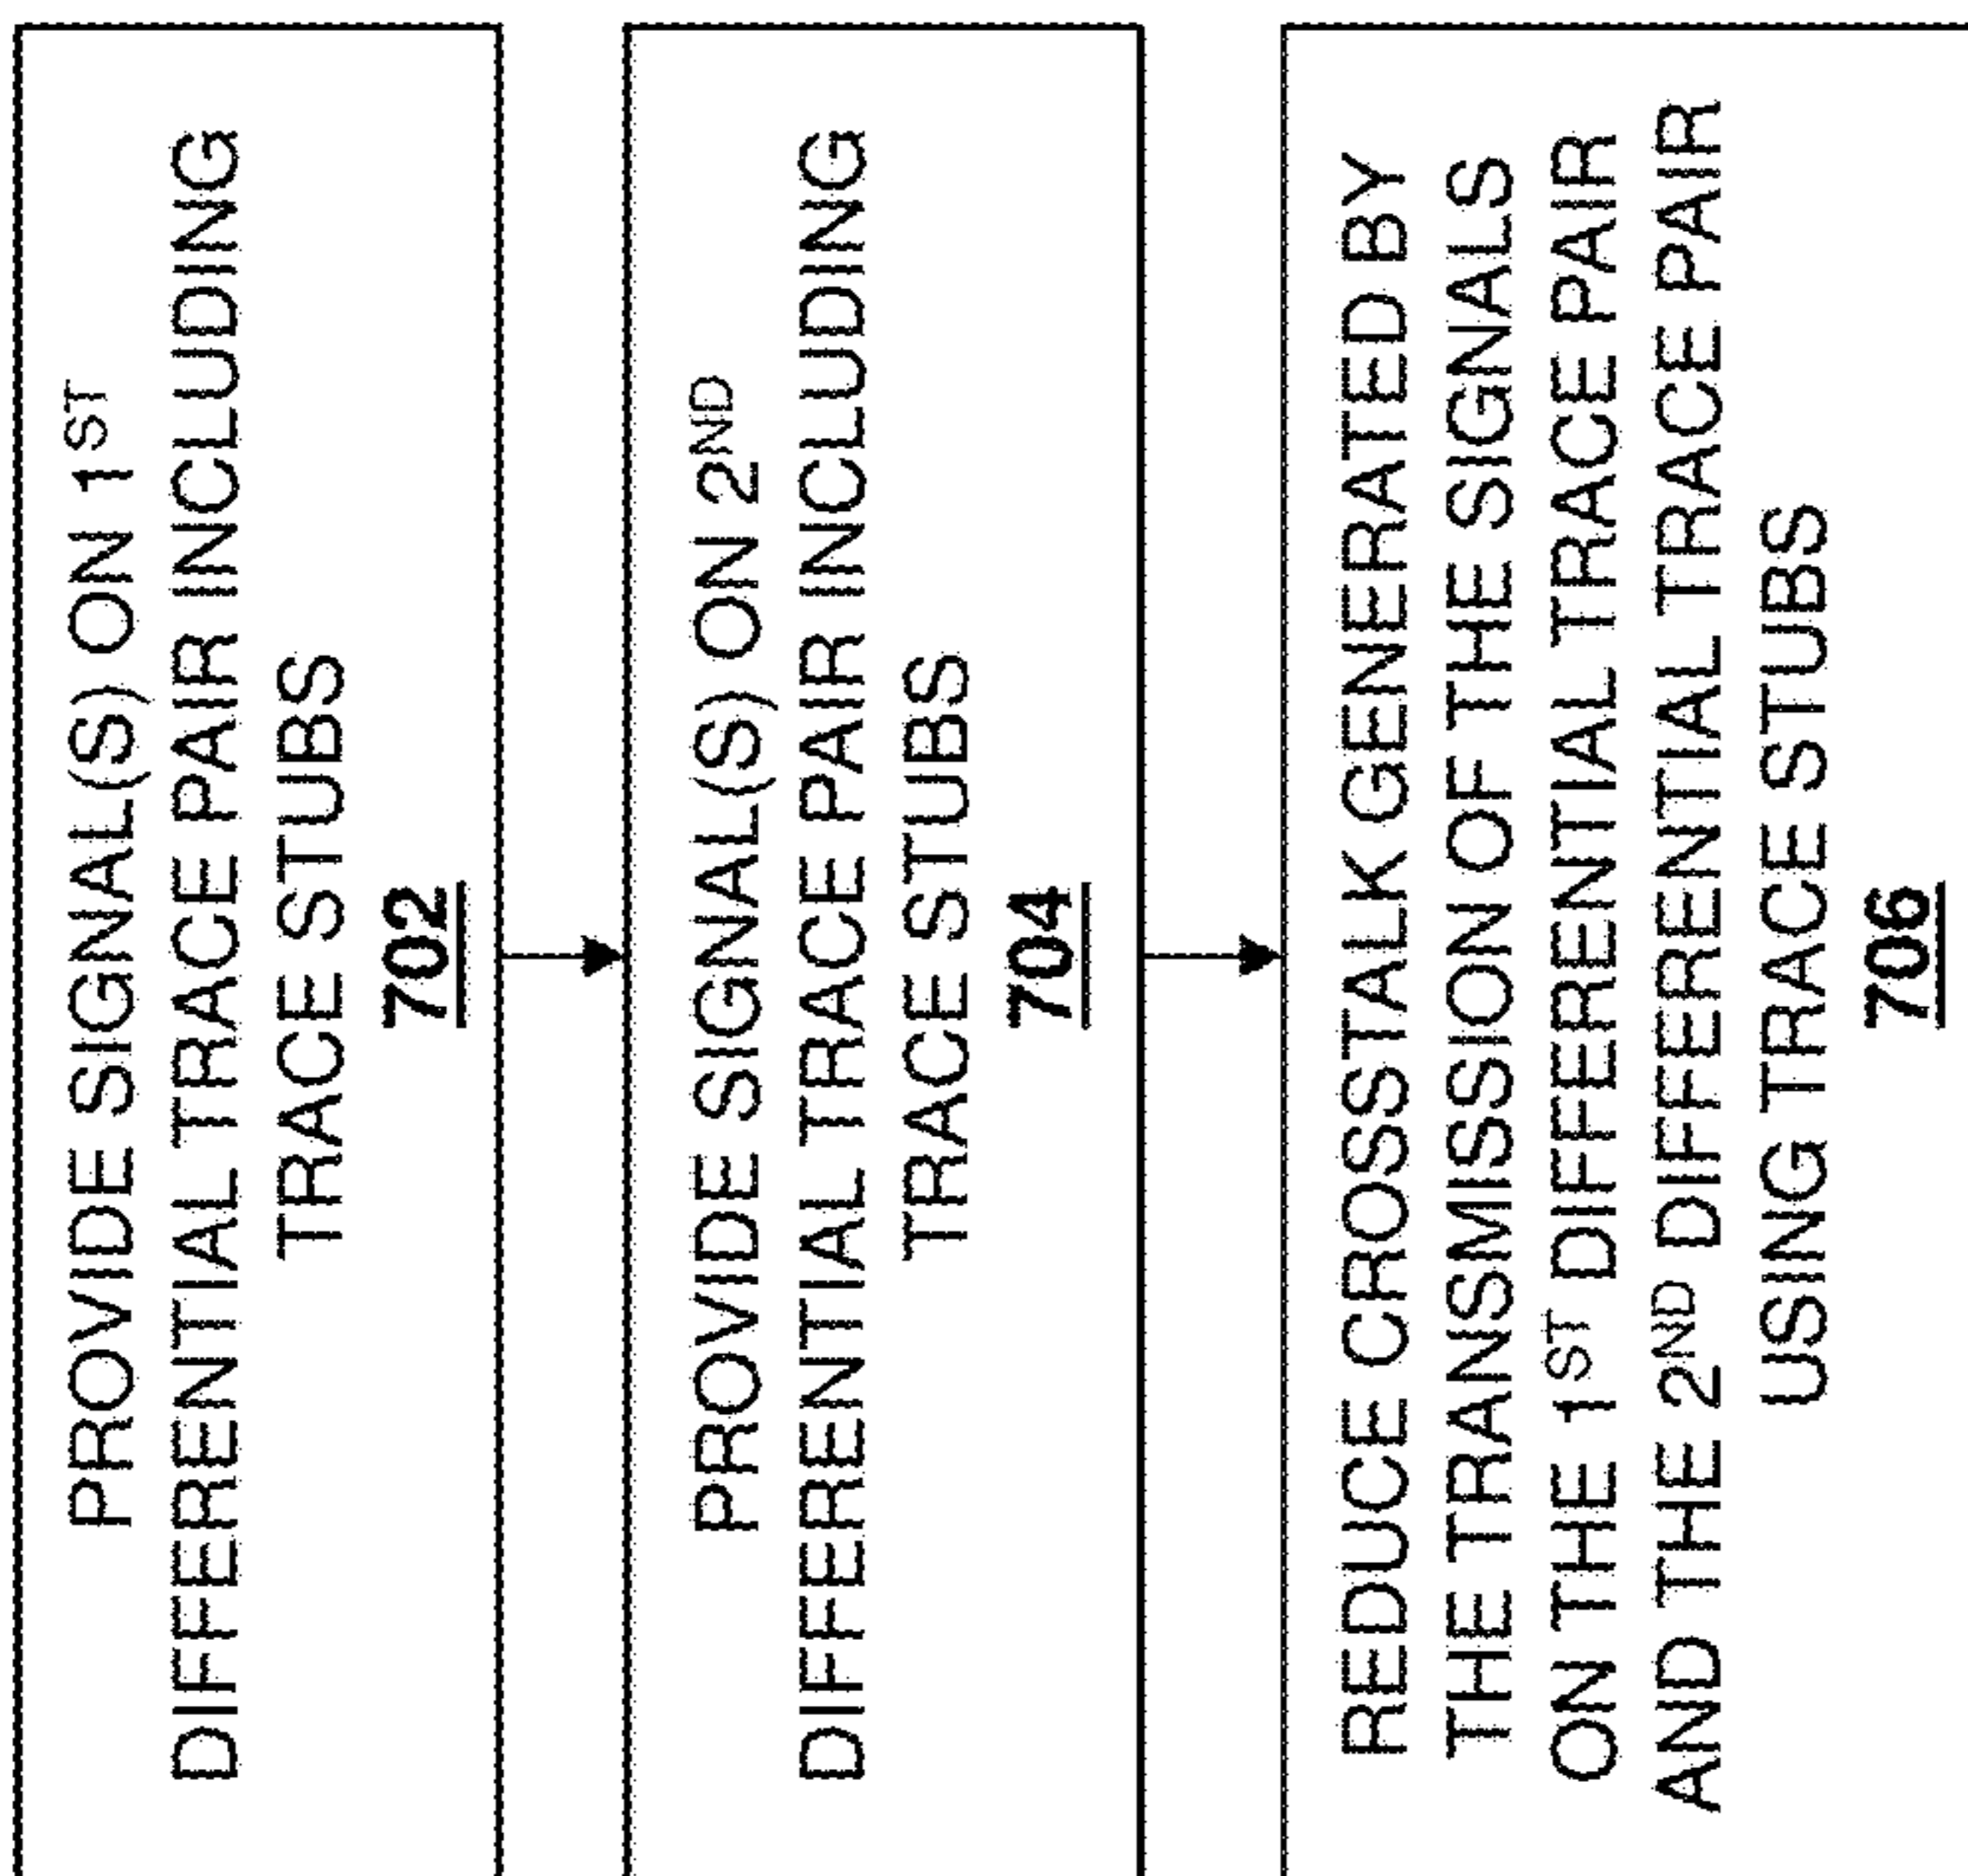 PROVIDE SIGNAL(S) ON 1ST
DIFFERENTIAL TRACE PAIR INCLUDING
TRACE STUBS
702
PROVIDE SIGNAL(S) ON 2ND
DIFFERENTIAL TRACE PAIR INCLUDING
TRACE STUBS
704
REDUCE CROSSTALK GENERATED BY
THE TRANSMISSION OF THE SIGNALS
ON THE 1ST DIFFERENTIAL TRACE PAIR
AND THE 2ND DIFFERENTIAL TRACE PAIR
USING TRACE STUBS
706